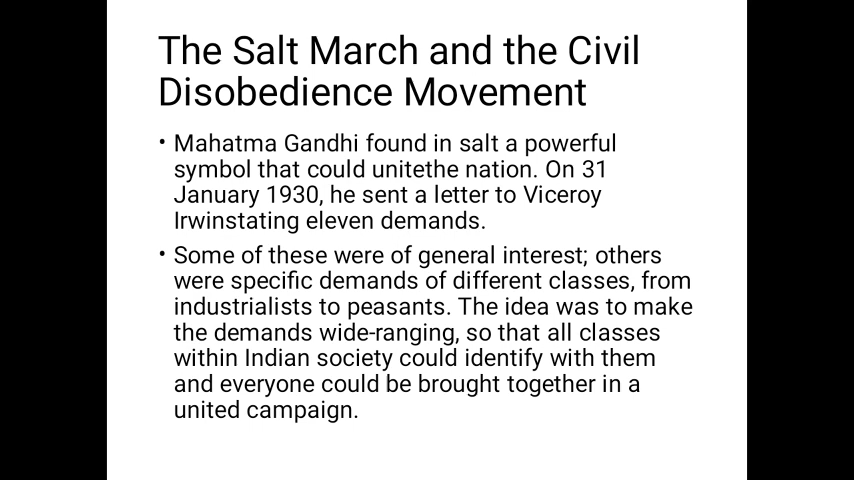 The Salt March and the Civil
Disobedience Movement
• Mahatma Gandhi found in salt a powerful
symbol that could unitethe nation. On 31
January 1930, he sent a letter to Viceroy
Irwinstating eleven demands.
• Some of these were of general interest; others
were specific demands of different classes, from
industrialists to peasants. The idea was to make
the demands wide-ranging, so that all classes
within Indian society could identify with them
and everyone could be brought together in a
united campaign.